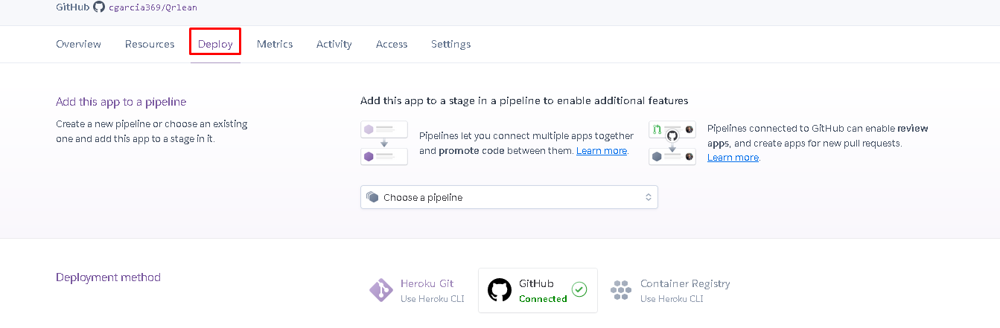 GitHub cgarcia369/Qrlean
Overview Resources Deploy Metrics Activity Access Settings
Add this app to a pipeline
Create a new pipeline or choose an existing
one and add this app to a stage in it.
Add this app to a stage in a pipeline to enable additional features
Pipelines let you connect multiple apps together
and promote code between them. Learn more.
Pipelines connected to GitHub can enable review
apps, and create apps for new pull requests.
Learn more.
Choose a pipeline
Deployment method
Heroku Git
Use Heroku CLI
GitHub
Connected
Container Registry
Use Heroku CLI